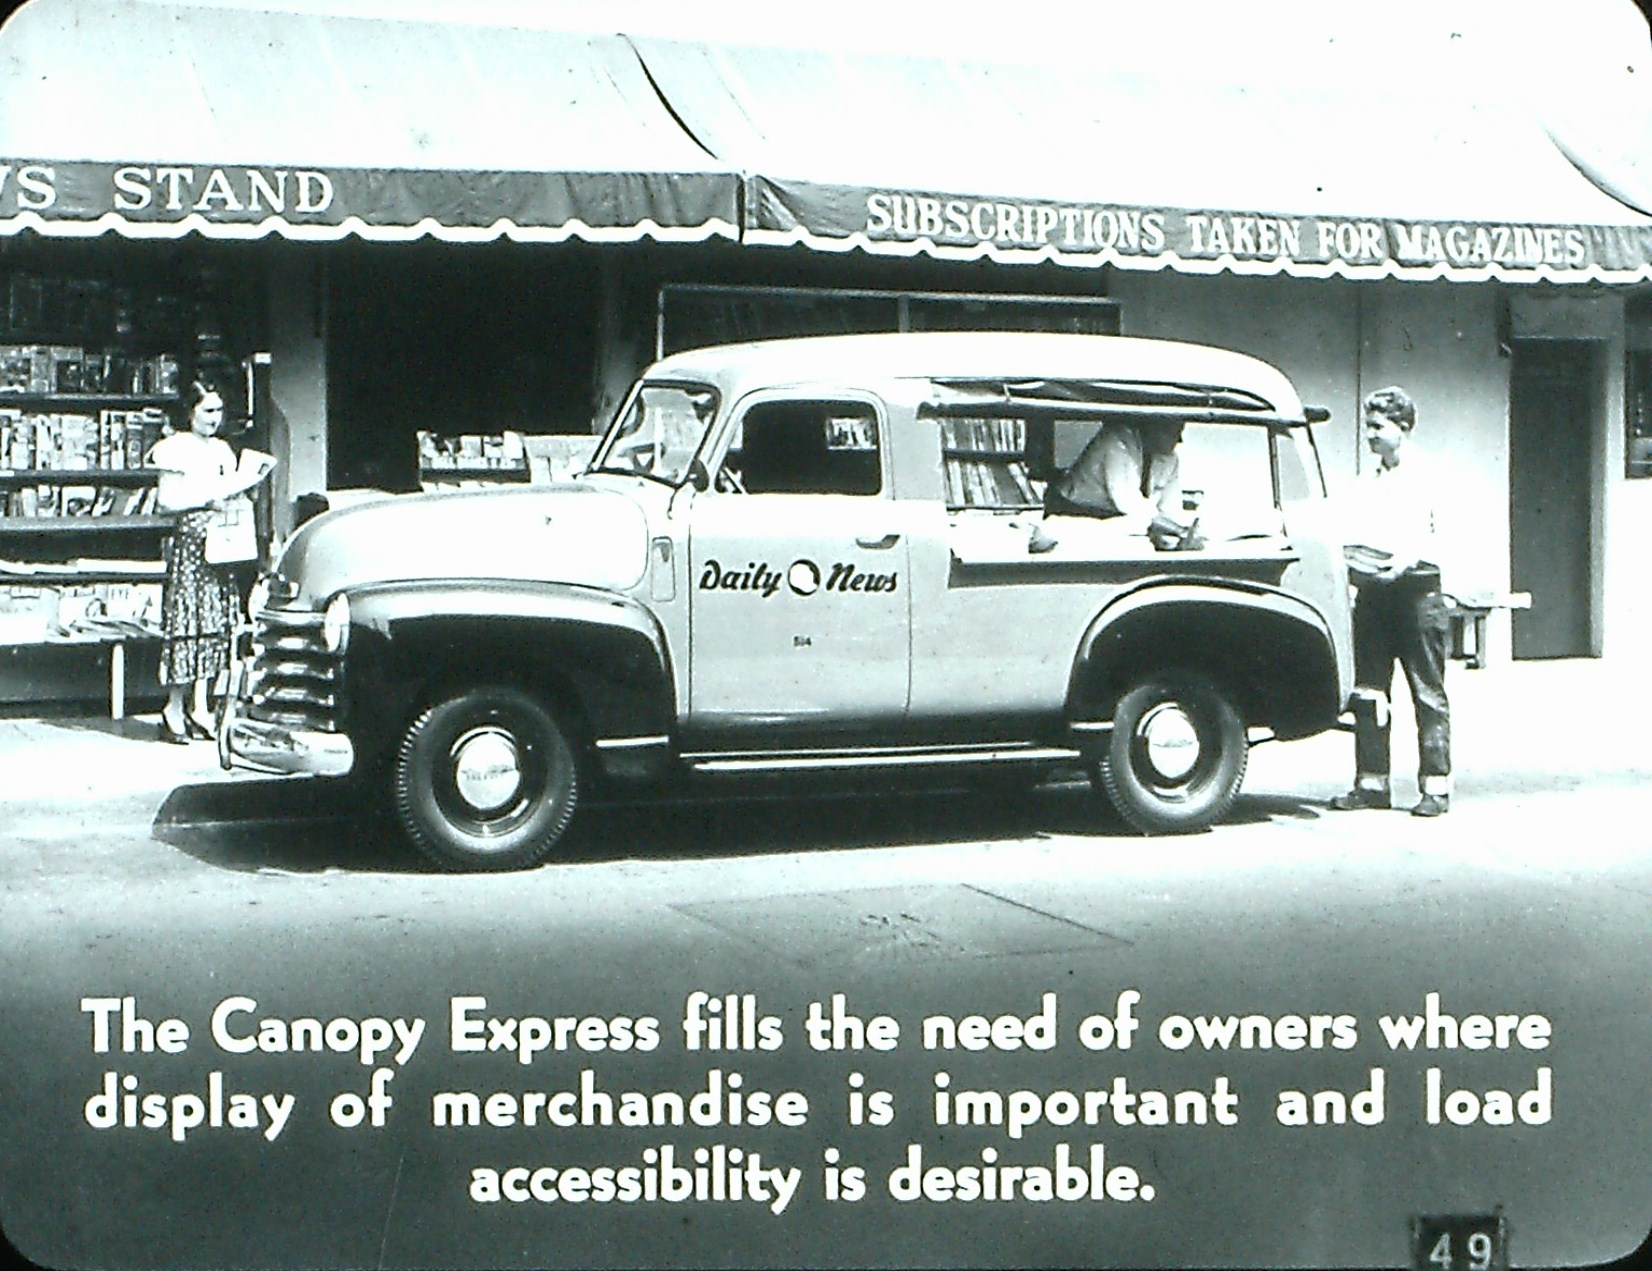 S STAND
SUBSCRIPTIONS TAKEN FOR MAGAZINES
Daily News
514
The Canopy Express fills the need of owners where
display of merchandise is important and load
accessibility is desirable.
49